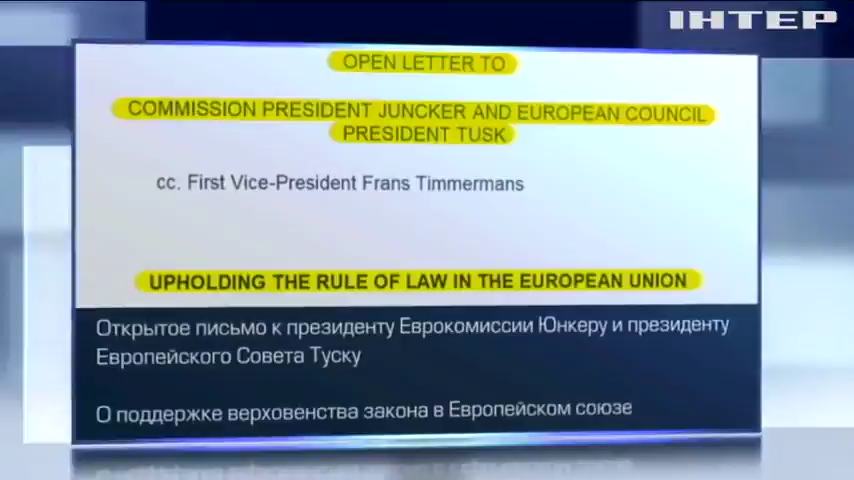 ІНТЕР
OPEN LETTER TO
COMMISSION PRESIDENT JUNCKER AND EUROPEAN COUNCIL
PRESIDENT TUSK
cc. First Vice-President Frans Timmermans
UPHOLDING THE RULE OF LAW IN THE EUROPEAN UNION
Открытое письмо к президенту Еврокомиссии Юнкеру и президенту
Европейского Совета Туску
О поддержке верховенства закона в Европейском союзе